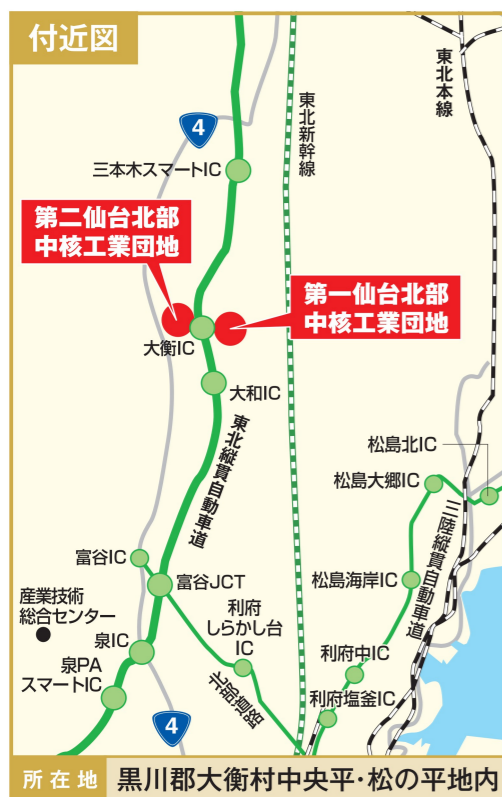 付近図
4
東北新幹線
東北本線
三本木スマートIC
第二仙台北部
中核工業団地
第一仙台北部
中核工業団地
大衡IC
大和IC
東北縦貫自動車道
松島北IC
松島大郷IC
三陸縦貫自動車道
富谷IC
富谷JCT
松島海岸IC
産業技術
総合センター
利府
しらかし台
IC
泉IC
利府中IC
泉PA
スマートIC
北部道路
利府塩釜IC
4
所在地 黒川郡大衡村中央平・松の平地内